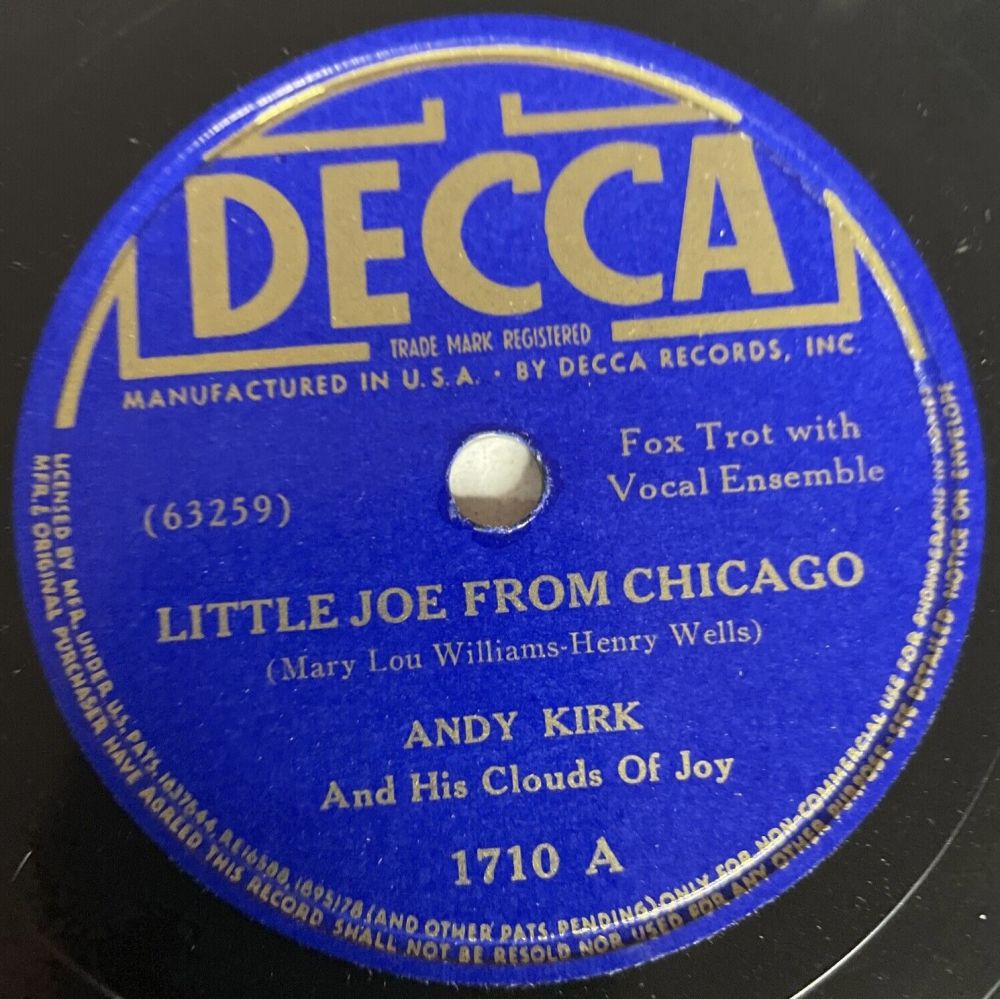 DECCA
TRADE MARK REGISTERED
MANUFACTURED IN U.S.A. · BY DECCA RECORDS, INC.
Fox Trot with
Vocal Ensemble
(63259)
LITTLE JOE FROM CHICAGO
(Mary Lou Williams-Henry Wells)
ANDY KIRK
And His Clouds Of Joy
1710 A
LICENSED BY MFR. UNDER U.S. PATS. 1637544, RE16588, 1695178 (AND OTHER PATS. PENDING) ONLY FOR NON-COMMERCIAL USE FOR PHONOGRAPHS IN HOMES
MFR. & ORIGINAL PURCHASER HAVE AGREED THIS RECORD SHALL NOT BE RESOLD NOR USED FOR ANY OTHER PURPOSE · SEE DETAILED NOTICE ON ENVELOPE